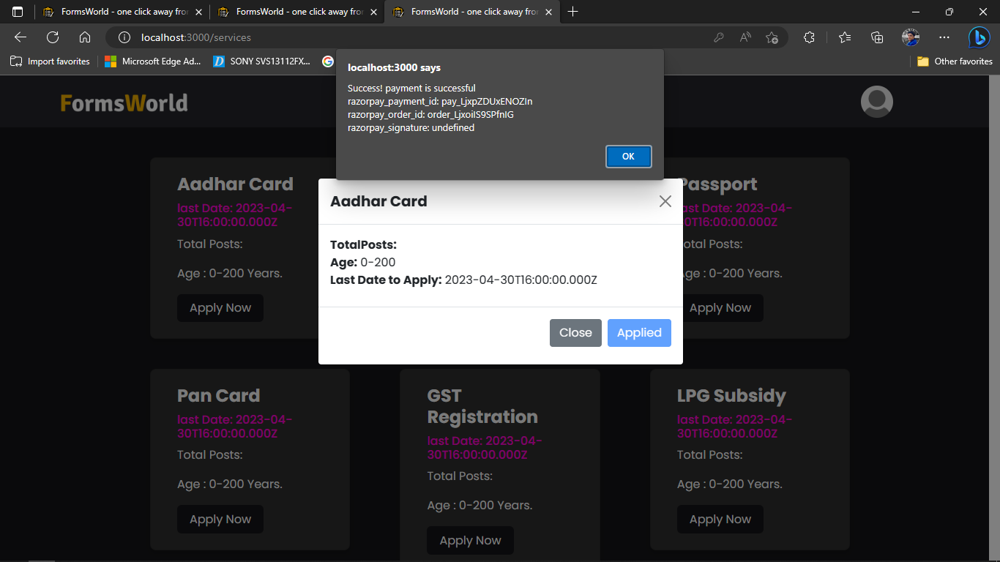 FormsWorld - one click away from
FormsWorld - one click away from
FormsWorld - one click away from
localhost:3000/services
Import favorites
Microsoft Edge Ad...
SONY SVS13112FX...
Other favorites
localhost:3000 says
Success! payment is successful
razorpay_payment_id: pay_LjxpZDUxENOZIn
razorpay_order_id: order_LjxoiIS9SPfnIG
razorpay_signature: undefined
OK
FormsWorld
Aadhar Card
last Date: 2023-04-
30T16:00:00.000Z
Total Posts:
Age : 0-200 Years.
Apply Now
Aadhar Card
TotalPosts:
Age: 0-200
Last Date to Apply: 2023-04-30T16:00:00.000Z
Close
Applied
Passport
last Date: 2023-04-
30T16:00:00.000Z
Total Posts:
Age : 0-200 Years.
Apply Now
Pan Card
last Date: 2023-04-
30T16:00:00.000Z
Total Posts:
Age : 0-200 Years.
Apply Now
GST
Registration
last Date: 2023-04-
30T16:00:00.000Z
Total Posts:
Age : 0-200 Years.
Apply Now
LPG Subsidy
last Date: 2023-04-
30T16:00:00.000Z
Total Posts:
Age : 0-200 Years.
Apply Now